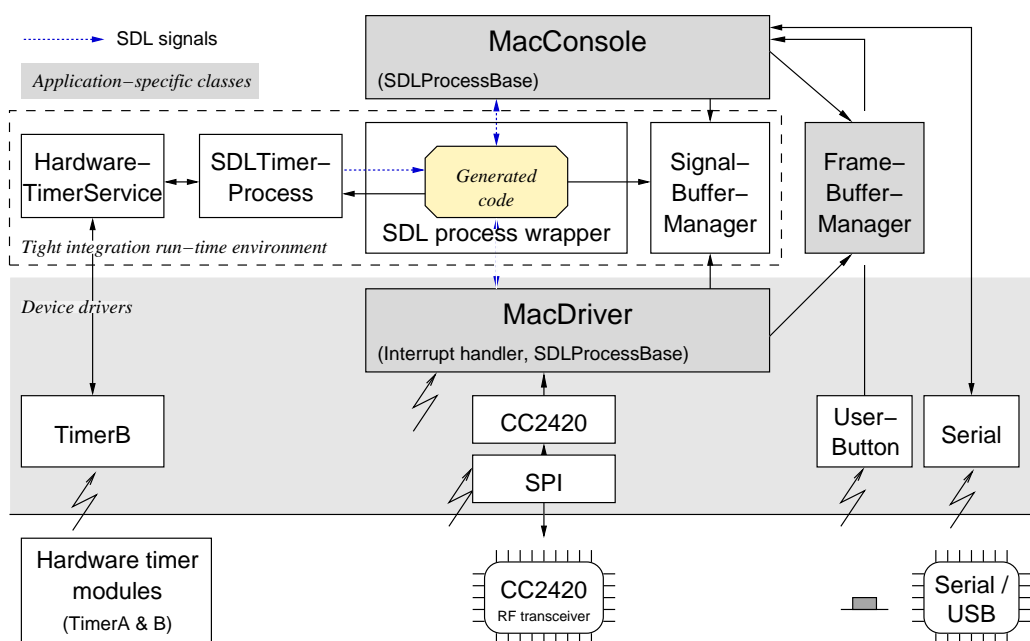 SDL signals
Application−specific classes
MacConsole
(SDLProcessBase)
Hardware−
TimerService
SDLTimer−
Process
Generated
code
SDL process wrapper
Signal−
Buffer−
Manager
Frame−
Buffer−
Manager
Tight integration run−time environment
Device drivers
MacDriver
(Interrupt handler, SDLProcessBase)
TimerB
CC2420
SPI
User−
Button
Serial
Hardware timer
modules
(TimerA & B)
CC2420
RF transceiver
Serial /
USB